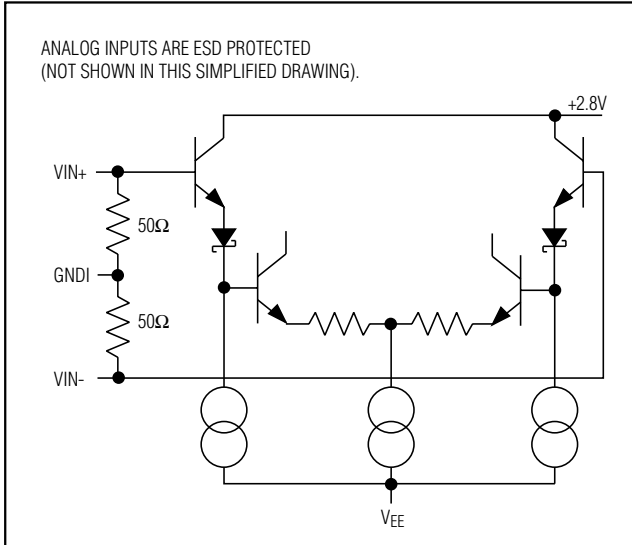 ANALOG INPUTS ARE ESD PROTECTED
(NOT SHOWN IN THIS SIMPLIFIED DRAWING).
+2.8V
VIN+
50Ω
GNDI
50Ω
VIN-
VEE